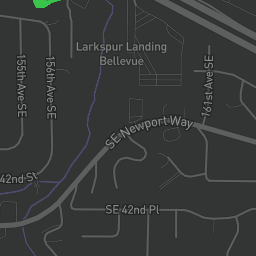 Larkspur Landing
Bellevue
155th Ave SE
156th Ave SE
161st Ave SE
SE Newport Way
42nd St
SE 42nd Pl